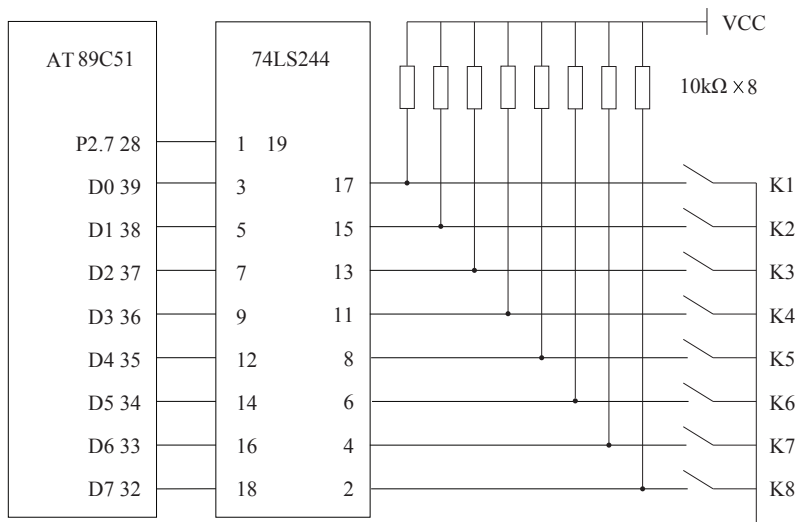 VCC
AT 89C51
74LS244
10kΩ×8
P2.7 28
1 19
D0 39
3
17
K1
D1 38
5
15
K2
D2 37
7
13
K3
D3 36
9
11
K4
D4 35
12
8
K5
D5 34
14
6
K6
D6 33
16
4
K7
D7 32
18
2
K8